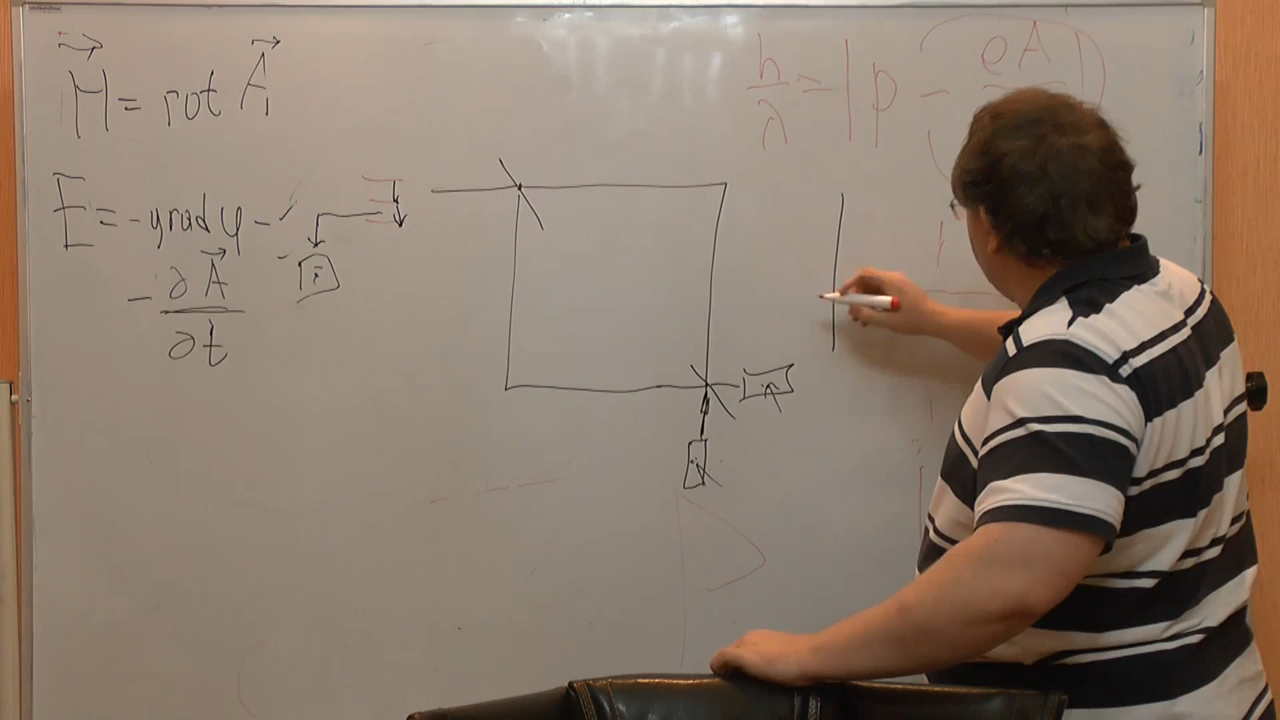 H⃗ = rot A⃗
E = - grad φ -
- ∂A⃗/∂t
h/λ = |p - eA